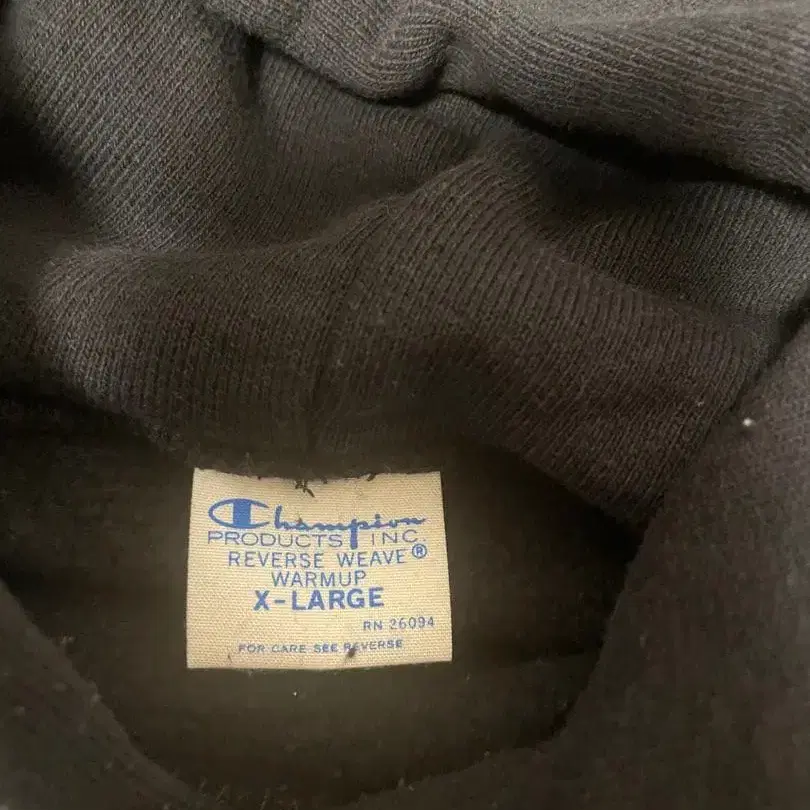 Champion
PRODUCTS INC.
REVERSE WEAVE®
WARMUP
X-LARGE
RN 26094
FOR CARE SEE REVERSE